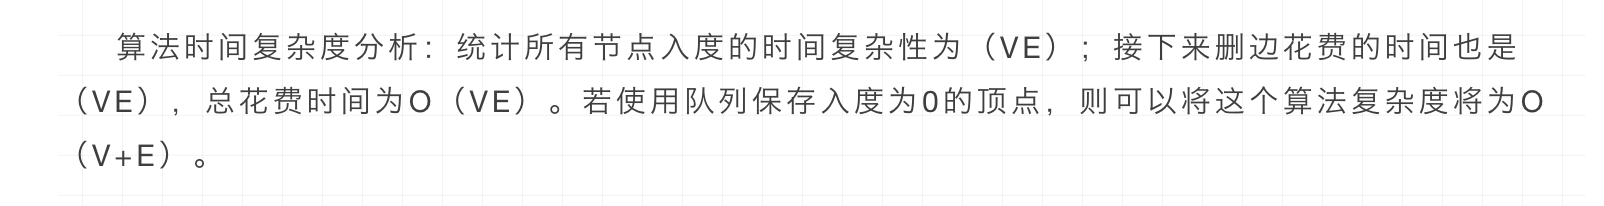 算法时间复杂度分析：统计所有节点入度的时间复杂性为（VE）；接下来删边花费的时间也是
（VE），总花费时间为O（VE）。若使用队列保存入度为0的顶点，则可以将这个算法复杂度将为O
（V+E）。